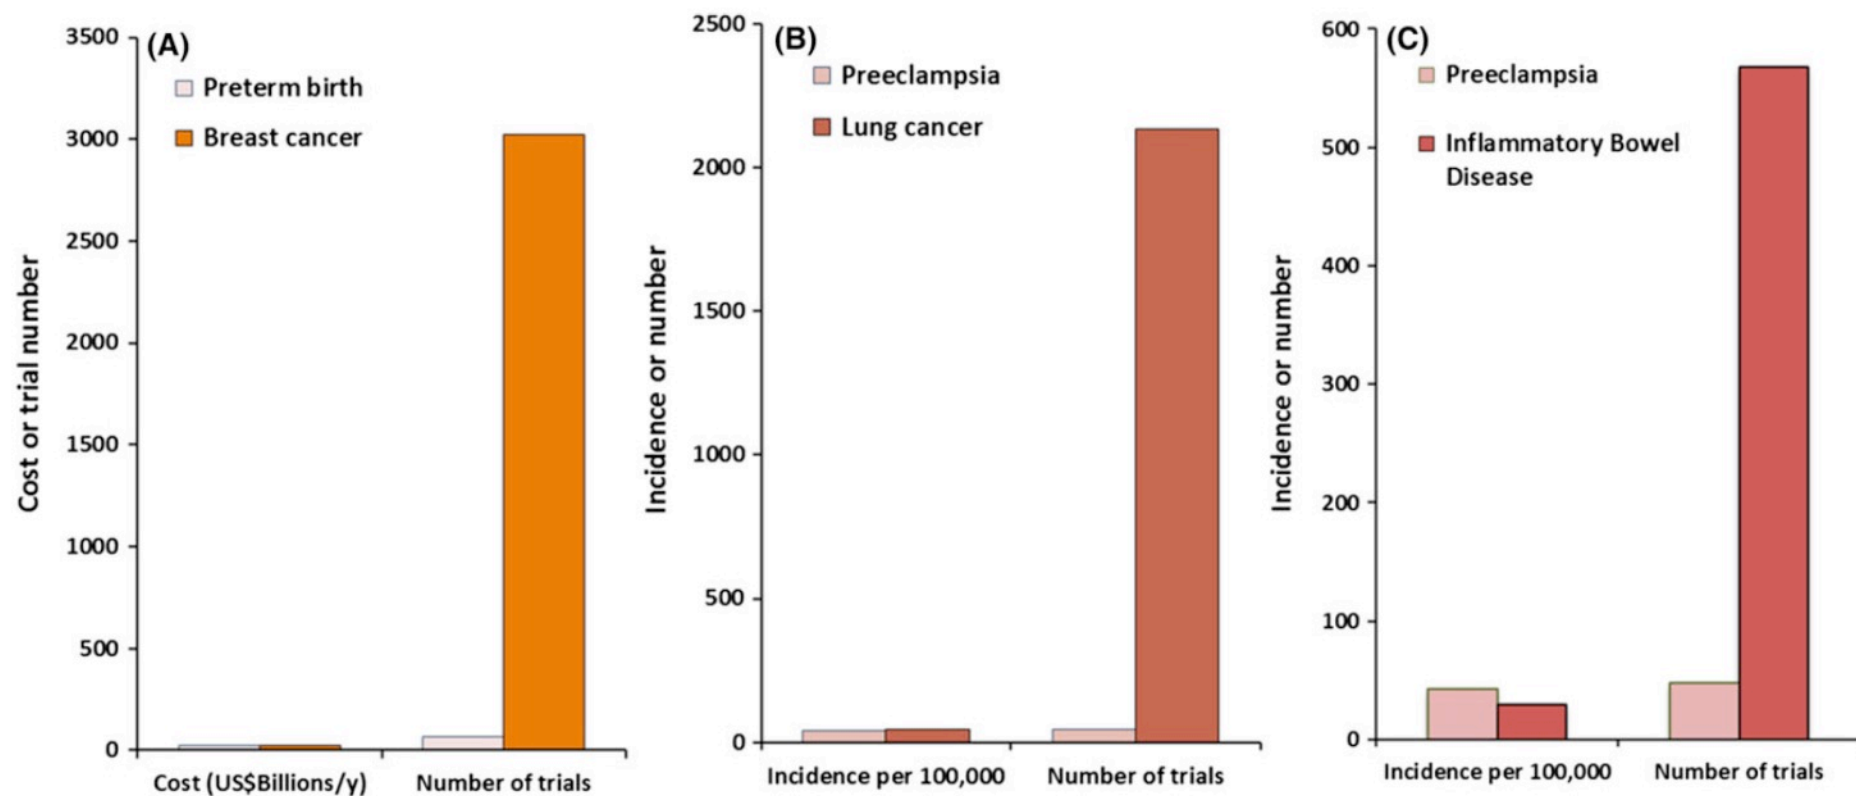 (A)
Preterm birth
Breast cancer
Cost or trial number
3500
3000
2500
2000
1500
1000
500
0
Cost (US$Billions/y)
Number of trials
(B)
Preeclampsia
Lung cancer
Incidence or number
2500
2000
1500
1000
500
0
Incidence per 100,000
Number of trials
(C)
Preeclampsia
Inflammatory Bowel
Disease
Incidence or number
600
500
400
300
200
100
0
Incidence per 100,000
Number of trials